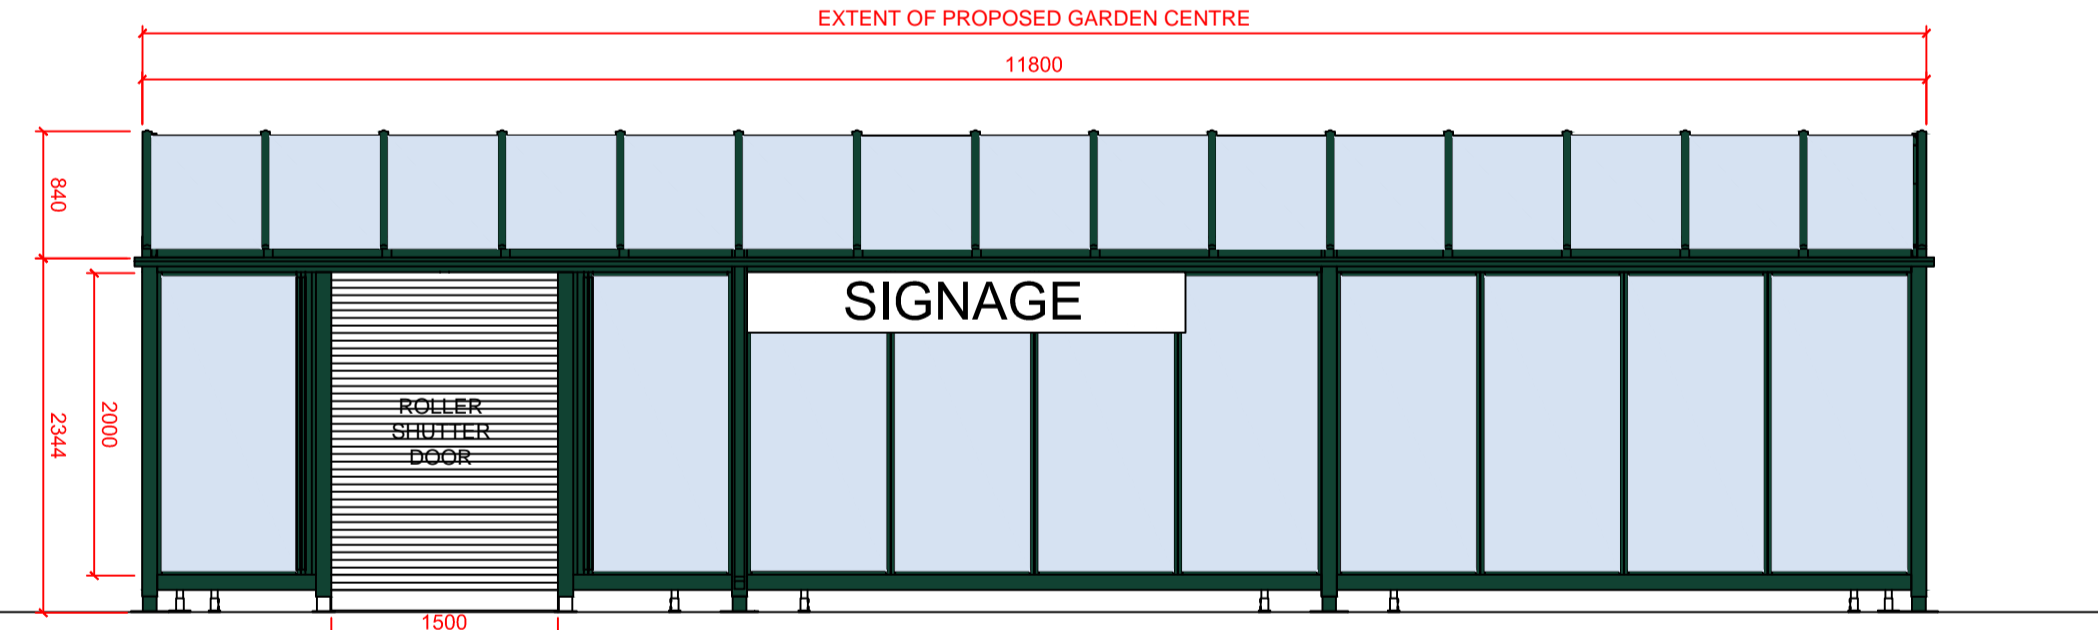 EXTENT OF PROPOSED GARDEN CENTRE
11800
840
SIGNAGE
ROLLER
SHUTTER
DOOR
2000
2344
1500